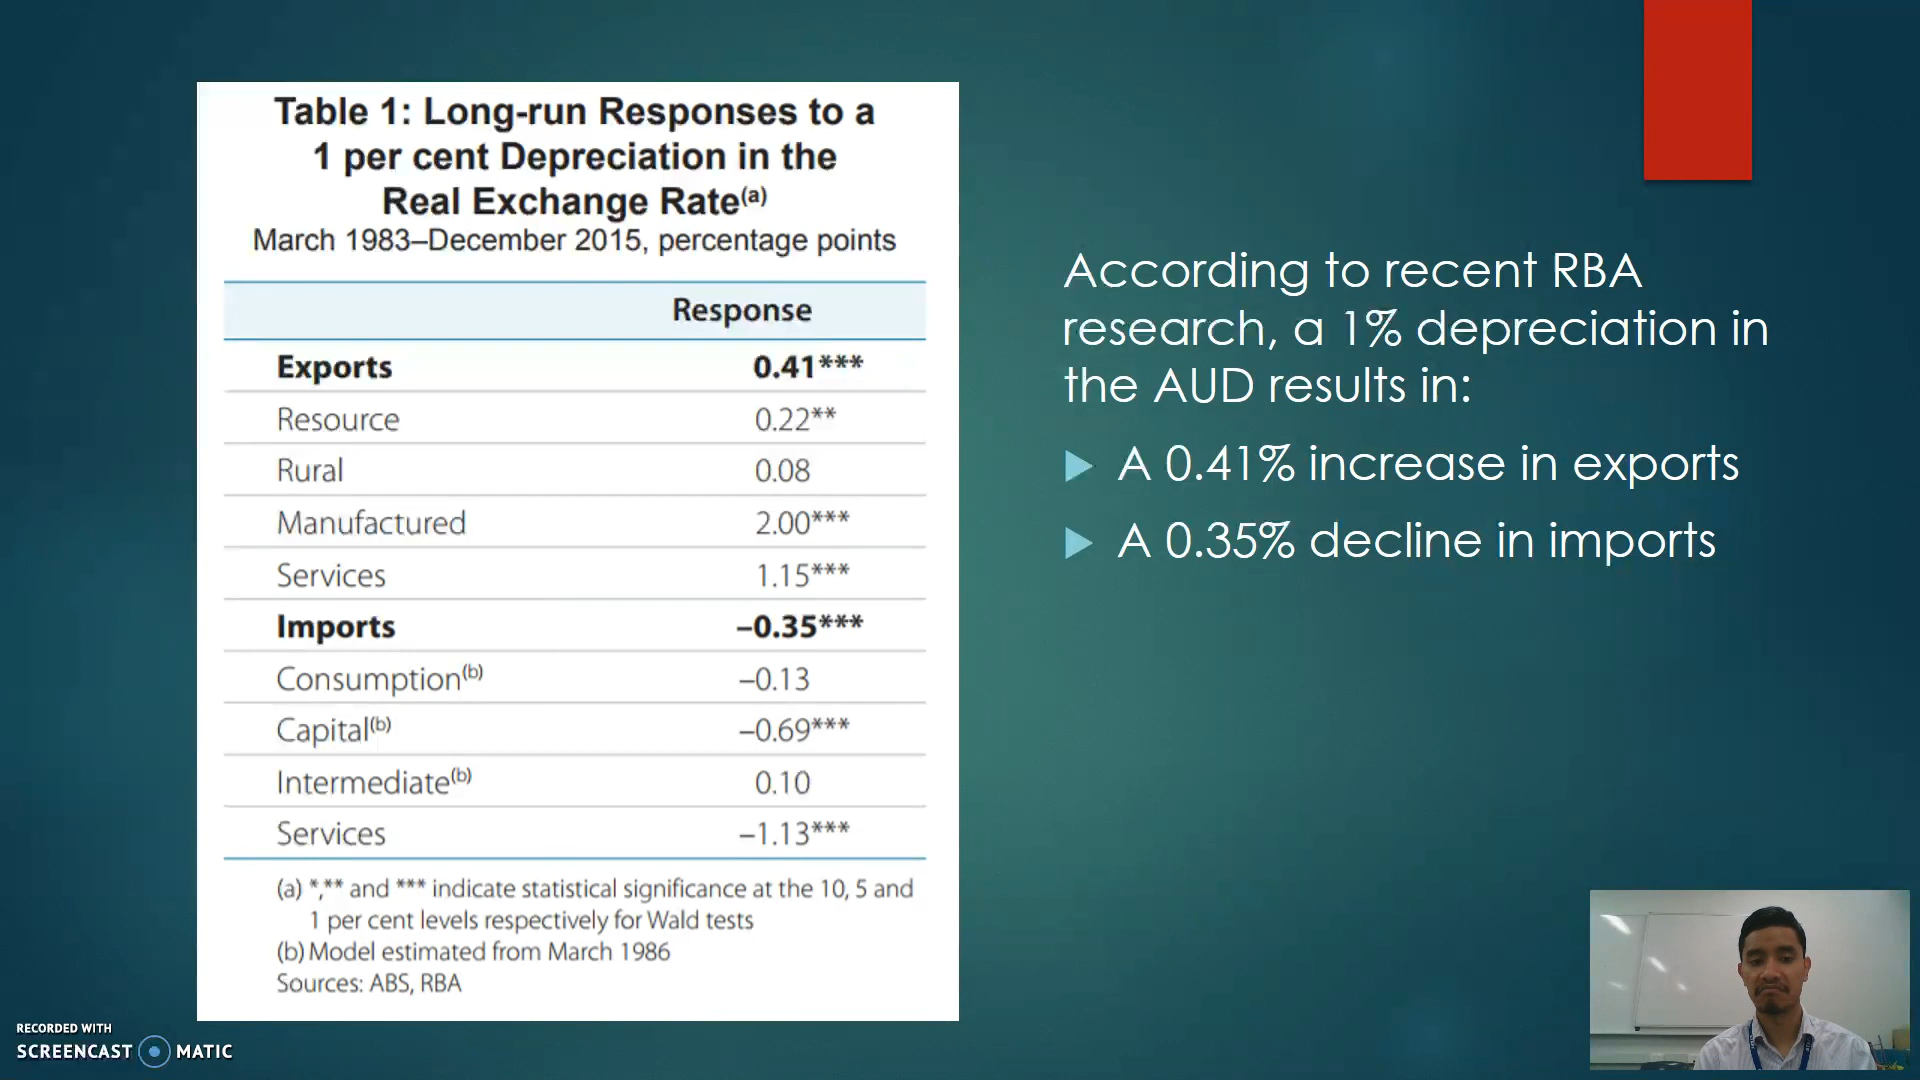 Table 1: Long-run Responses to a
1 per cent Depreciation in the
Real Exchange Rate(a)
March 1983–December 2015, percentage points
Response
Exports 0.41***
Resource 0.22**
Rural 0.08
Manufactured 2.00***
Services 1.15***
Imports –0.35***
Consumption(b) –0.13
Capital(b) –0.69***
Intermediate(b) 0.10
Services –1.13***
(a) *,** and *** indicate statistical significance at the 10, 5 and
1 per cent levels respectively for Wald tests
(b) Model estimated from March 1986
Sources: ABS, RBA
According to recent RBA
research, a 1% depreciation in
the AUD results in:
A 0.41% increase in exports
A 0.35% decline in imports
RECORDED WITH
SCREENCAST MATIC